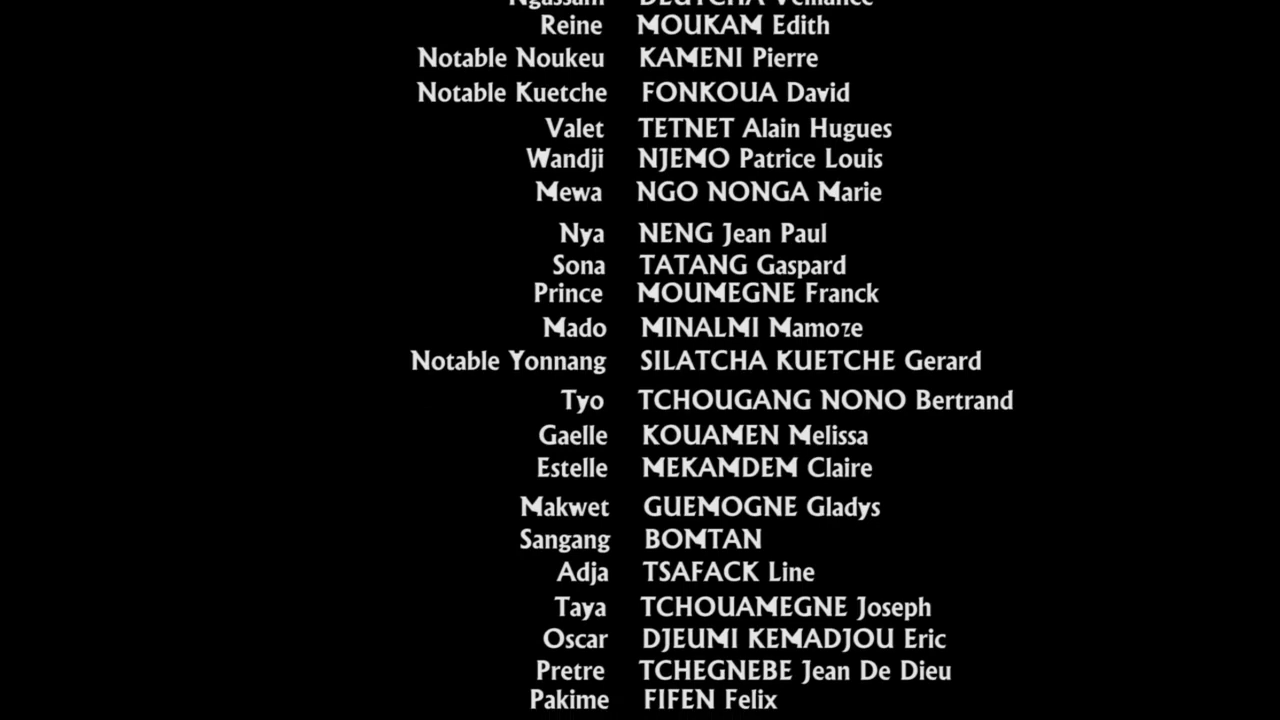 Ngassam DEUTCHA Veillance
Reine MOUKAM Edith
Notable Noukeu KAMENI Pierre
Notable Kuetche FONKOUA David
Valet TETNET Alain Hugues
Wandji NJEMO Patrice Louis
Mewa NGO NONGA Marie
Nya NENG Jean Paul
Sona TATANG Gaspard
Prince MOUMEGNE Franck
Mado MINALMI Mamoze
Notable Yonnang SILATCHA KUETCHE Gerard
Tyo TCHOUGANG NONO Bertrand
Gaelle KOUAMEN Melissa
Estelle MEKAMDEM Claire
Makwet GUEMOGNE Gladys
Sangang BOMTAN
Adja TSAFACK Line
Taya TCHOUAMEGNE Joseph
Oscar DJEUMI KEMADJOU Eric
Pretre TCHEGNEBE Jean De Dieu
Pakime FIFEN Felix